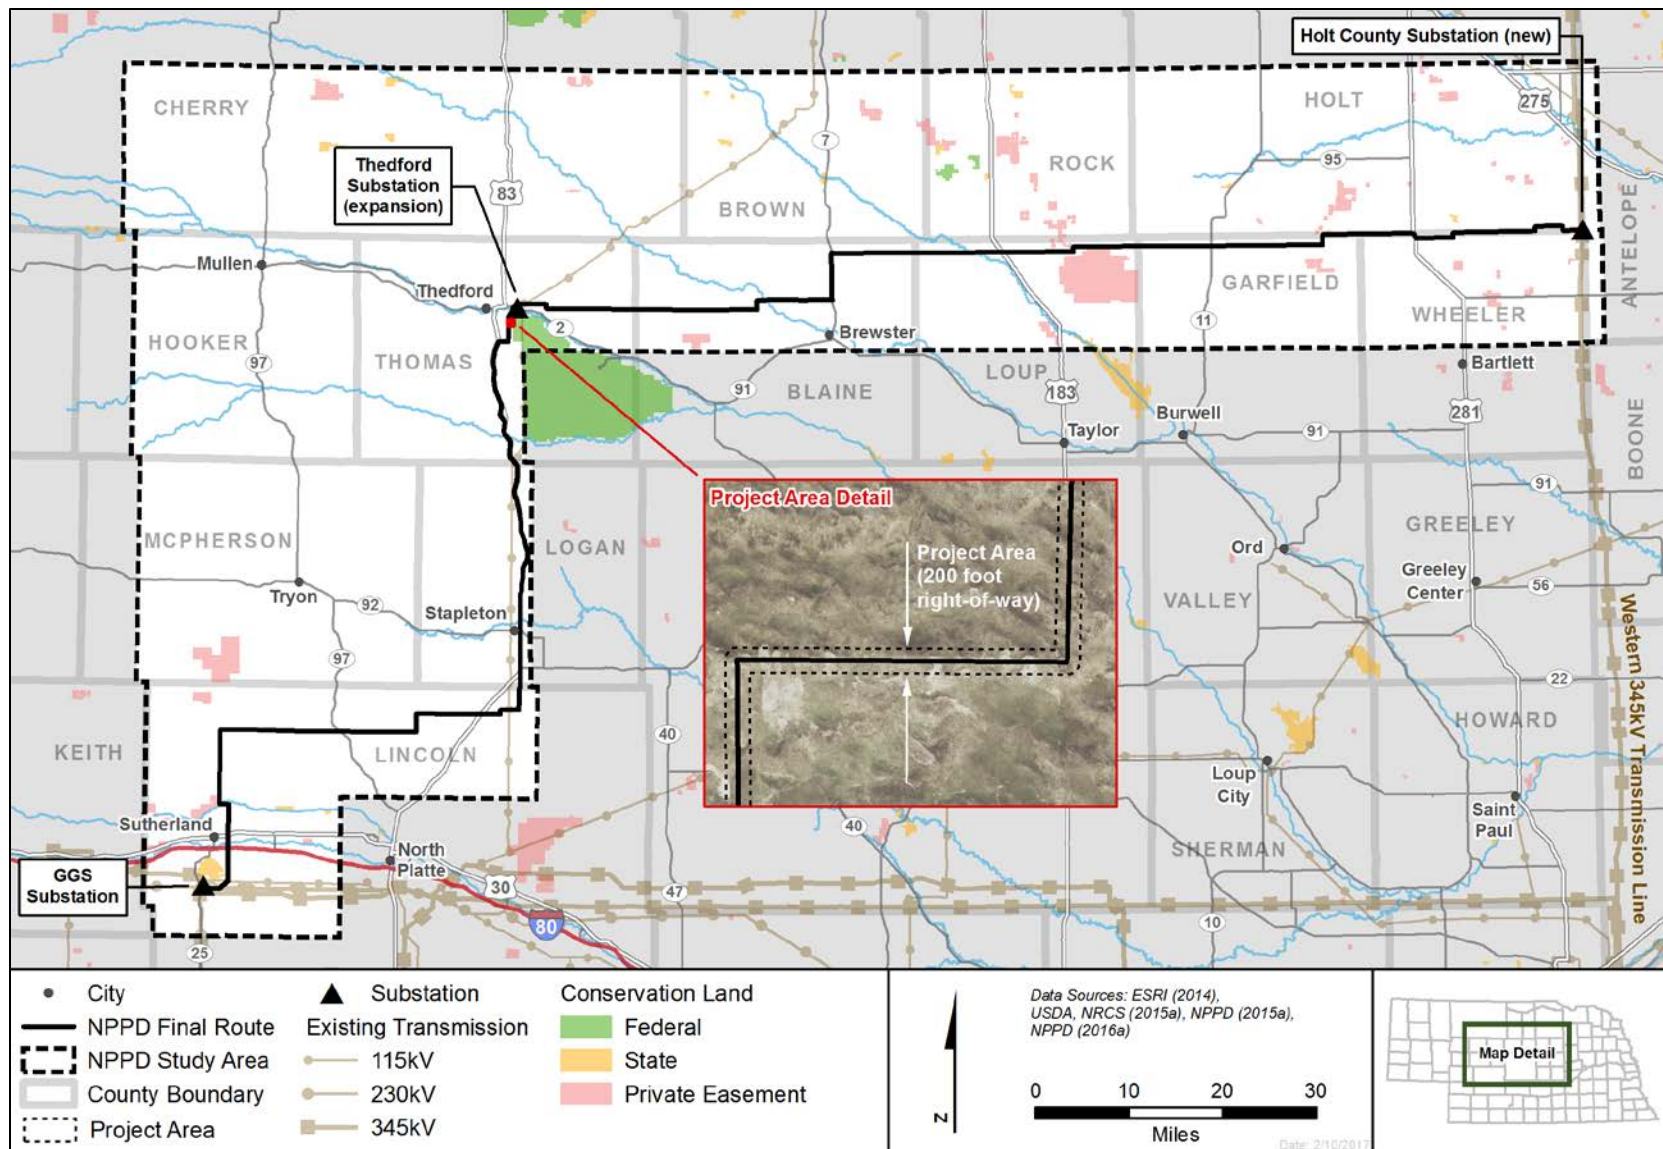 Holt County Substation (new)
CHERRY
HOLT
275
Thedford
Substation
(expansion)
7
83
ROCK
95
BROWN
ANTELOPE
Mullen
Thedford
GARFIELD
2
WHEELER
HOOKER
THOMAS
Brewster
11
97
91
BLAINE
LOUP
183
Bartlett
281
Taylor
Burwell
91
BOONE
Project Area Detail
91
MCPHERSON
LOGAN
Project Area
(200 foot
right-of-way)
GREELEY
Ord
Tryon
92
Stapleton
VALLEY
Greeley
Center
56
97
22
KEITH
LINCOLN
40
HOWARD
Western 345kV Transmission Line
Loup
City
Saint
Paul
Sutherland
40
North
Platte
SHERMAN
GGS
Substation
30
47
80
10
25
City
NPPD Final Route
NPPD Study Area
County Boundary
Project Area
Substation
Existing Transmission
115kV
230kV
345kV
Conservation Land
Federal
State
Private Easement
N
Data Sources: ESRI (2014),
USDA, NRCS (2015a), NPPD (2015a),
NPPD (2016a)
0 10 20 30
Miles
Date: 2/10/2017
Map Detail